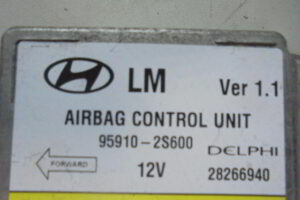 LM Ver 1.1
AIRBAG CONTROL UNIT
95910-2S600 DELPHI
FORWARD 12V 28266940